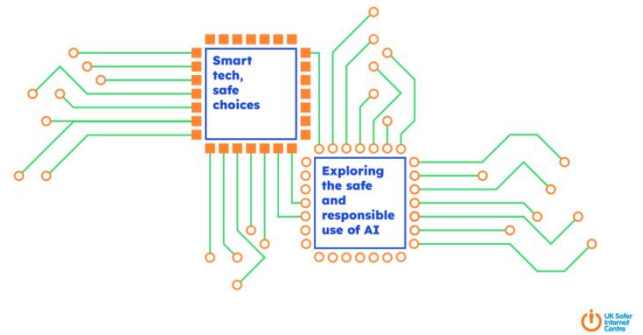 Smart
tech,
safe
choices
Exploring
the safe
and
responsible
use of AI
UK Safer
Internet
Centre